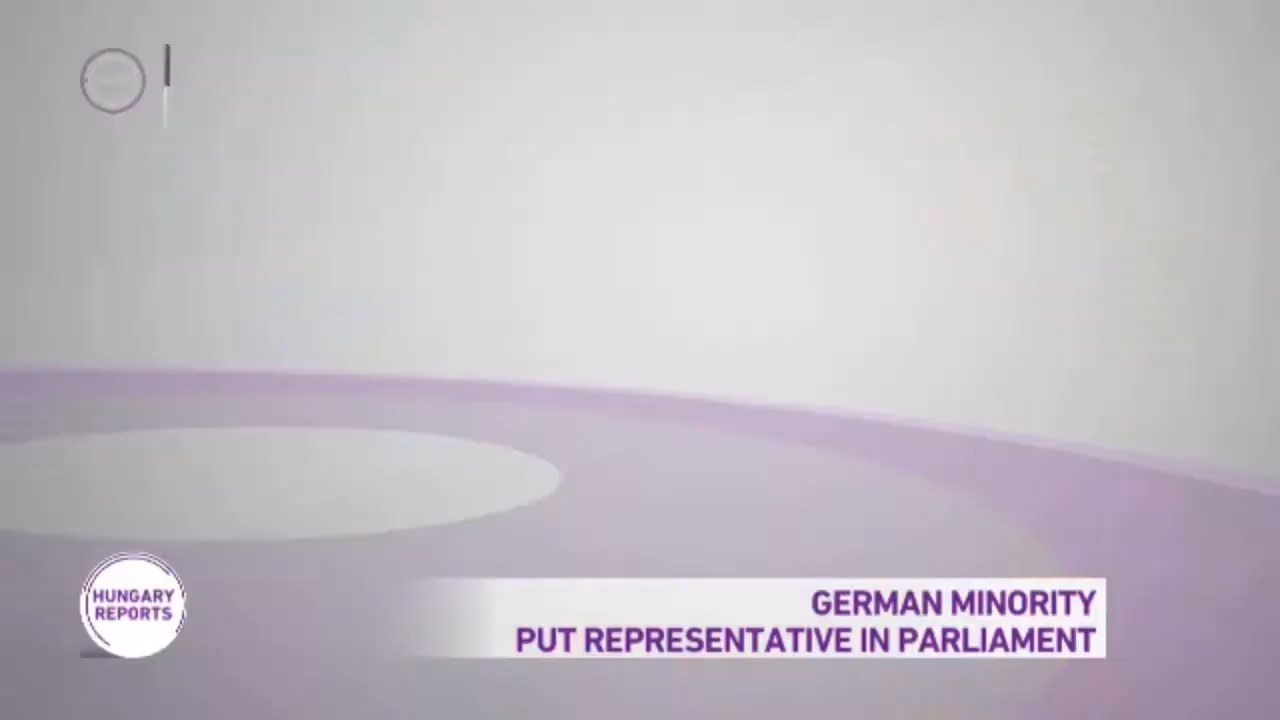 HUNGARY
REPORTS
GERMAN MINORITY
PUT REPRESENTATIVE IN PARLIAMENT